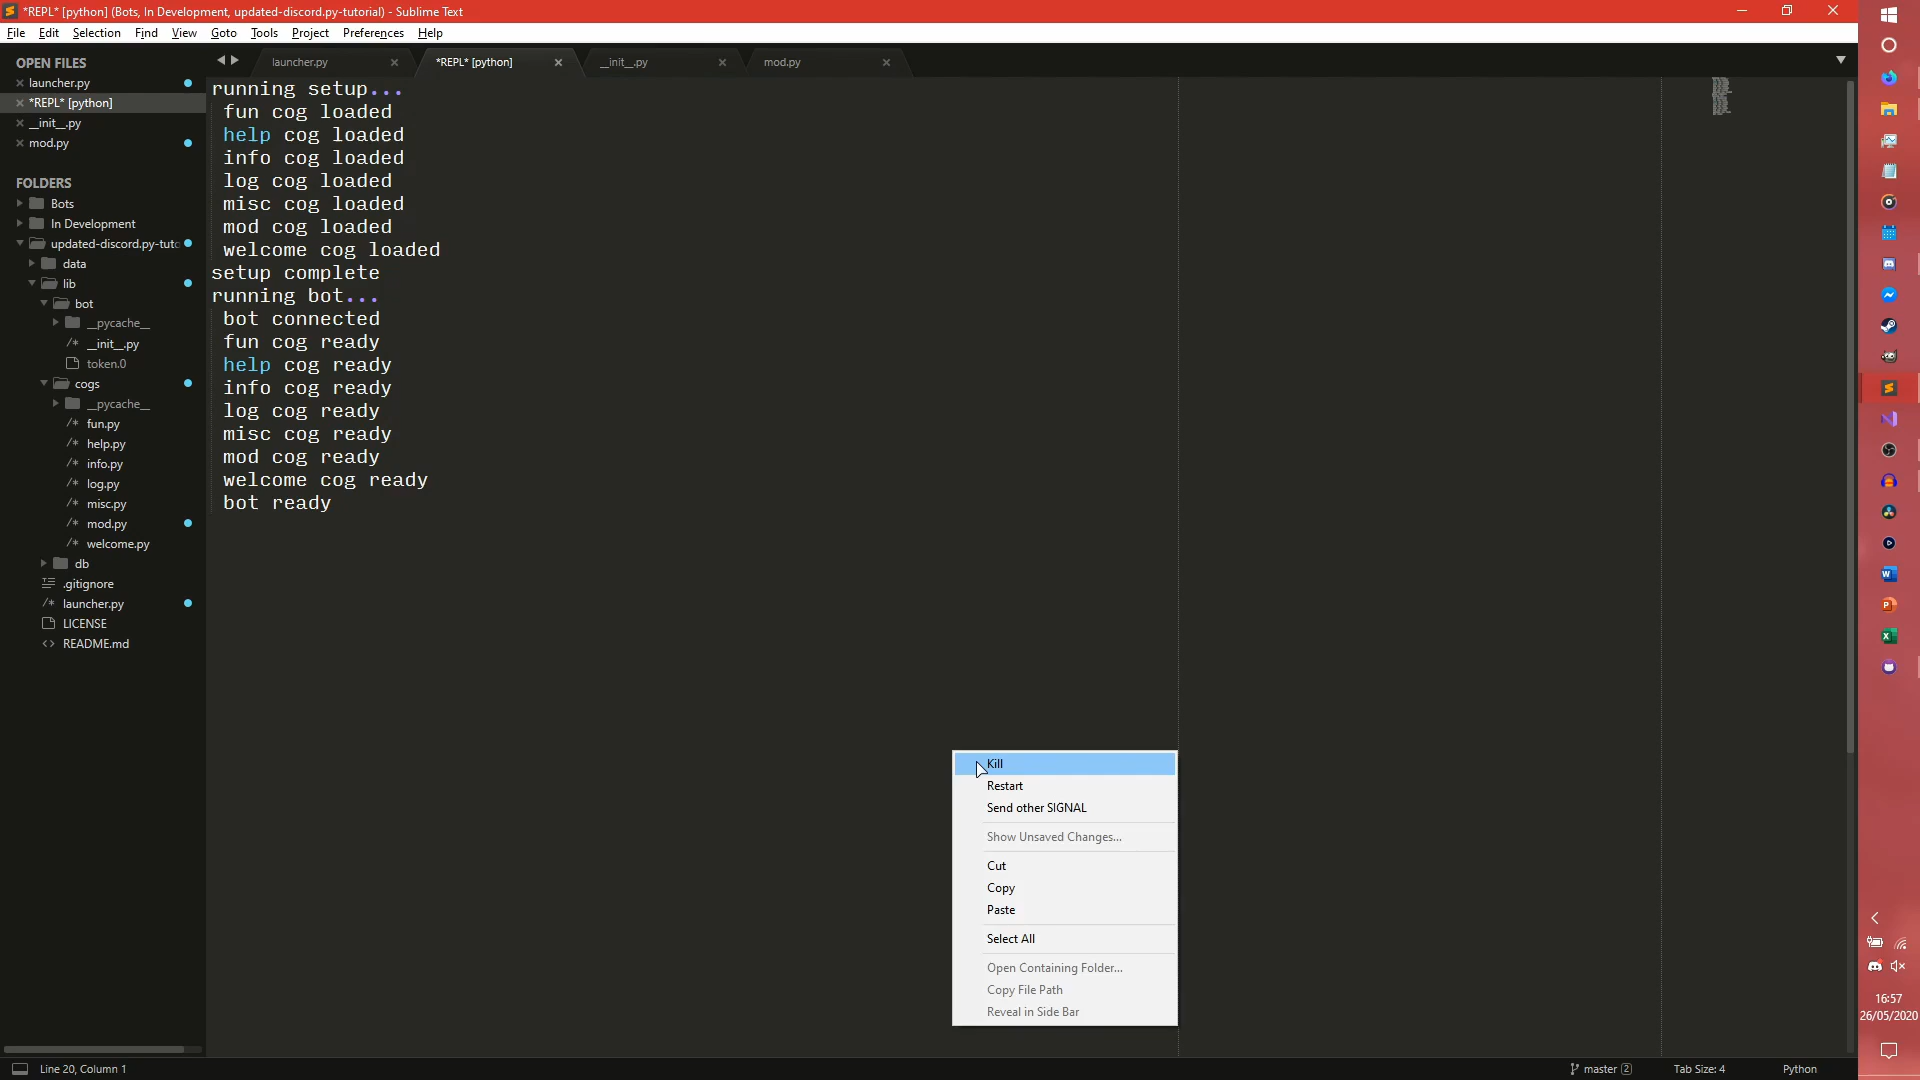 *REPL* [python] (Bots, In Development, updated-discord.py-tutorial) - Sublime Text
File Edit Selection Find View Goto Tools Project Preferences Help
OPEN FILES
launcher.py
*REPL* [python]
__init__.py
mod.py
FOLDERS
Bots
In Development
updated-discord.py-tuto
data
lib
bot
__pycache__
__init__.py
token.0
cogs
__pycache__
fun.py
help.py
info.py
log.py
misc.py
mod.py
welcome.py
db
.gitignore
launcher.py
LICENSE
README.md
launcher.py *REPL* [python] __init__.py mod.py
running setup...
fun cog loaded
help cog loaded
info cog loaded
log cog loaded
misc cog loaded
mod cog loaded
welcome cog loaded
setup complete
running bot...
bot connected
fun cog ready
help cog ready
info cog ready
log cog ready
misc cog ready
mod cog ready
welcome cog ready
bot ready
Kill
Restart
Send other SIGNAL
Show Unsaved Changes...
Cut
Copy
Paste
Select All
Open Containing Folder...
Copy File Path
Reveal in Side Bar
16:57
26/05/2020
Line 20, Column 1 master 2 Tab Size: 4 Python